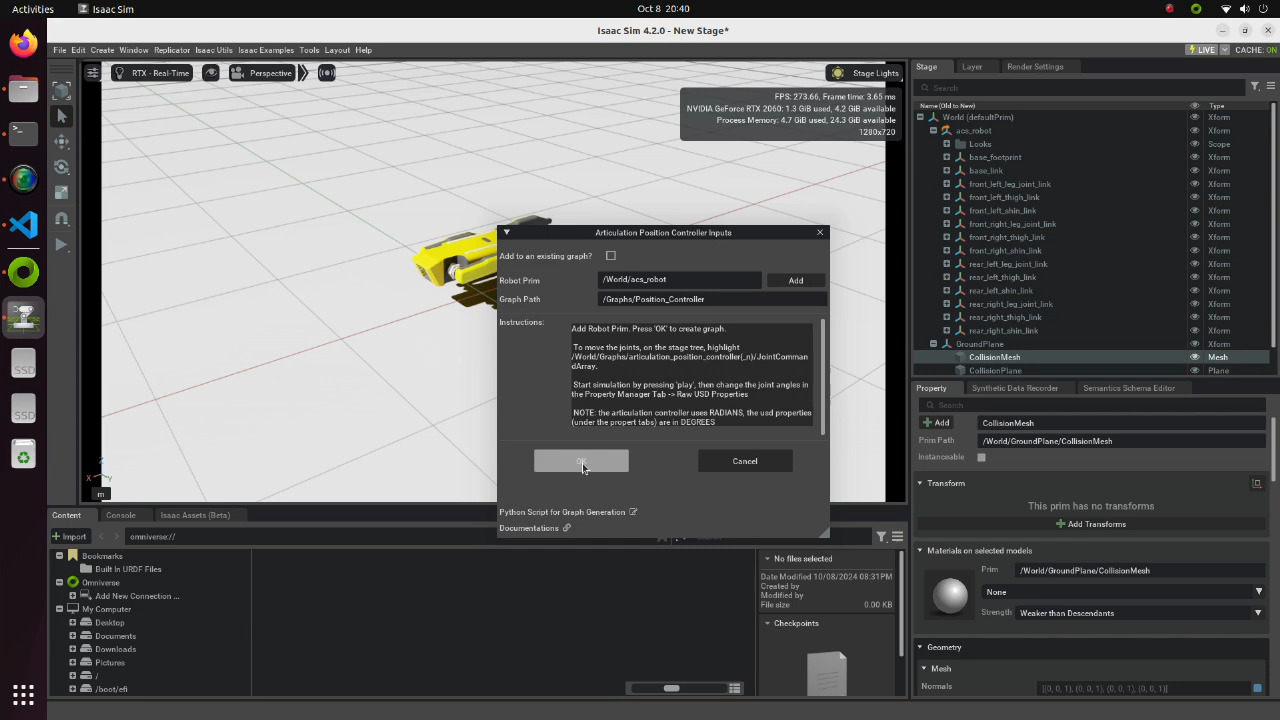 Activities
Isaac Sim
Oct 8 20:40
Isaac Sim 4.2.0 - New Stage*
File Edit Create Window Replicator Isaac Utils Isaac Examples Tools Layout Help
LIVE
CACHE: ON
RTX - Real-Time
Perspective
Stage Lights
FPS: 273.66, Frame time: 3.65 ms
NVIDIA GeForce RTX 2060: 1.3 GiB used, 4.2 GiB available
Process Memory: 4.7 GiB used, 24.3 GiB available
1280x720
Articulation Position Controller Inputs
Add to an existing graph?
Robot Prim
/World/acs_robot
Add
Graph Path
/Graphs/Position_Controller
Instructions:
Add Robot Prim. Press 'OK' to create graph.
To move the joints, on the stage tree, highlight
/World/Graphs/articulation_position_controller(_n)/JointComman
dArray.
Start simulation by pressing 'play', then change the joint angles in
the Property Manager Tab -> Raw USD Properties
NOTE: the articulation controller uses RADIANS, the usd properties
(under the propert tabs) are in DEGREES
OK
Cancel
Python Script for Graph Generation
Documentations
Z
X
Y
m
Stage
Layer
Render Settings
Search
Name (Old to New)
Type
World (defaultPrim)
Xform
acs_robot
Xform
Looks
Scope
base_footprint
Xform
base_link
Xform
front_left_leg_joint_link
Xform
front_left_thigh_link
Xform
front_left_shin_link
Xform
front_right_leg_joint_link
Xform
front_right_thigh_link
Xform
front_right_shin_link
Xform
rear_left_leg_joint_link
Xform
rear_left_thigh_link
Xform
rear_left_shin_link
Xform
rear_right_leg_joint_link
Xform
rear_right_thigh_link
Xform
rear_right_shin_link
Xform
GroundPlane
Xform
CollisionMesh
Mesh
CollisionPlane
Plane
Property
Synthetic Data Recorder
Semantics Schema Editor
Search
Add
CollisionMesh
Prim Path
/World/GroundPlane/CollisionMesh
Instanceable
Transform
This prim has no transforms
Add Transforms
Materials on selected models
Prim
/World/GroundPlane/CollisionMesh
None
Strength
Weaker than Descendants
Geometry
Mesh
Normals
[(0, 0, 1), (0, 0, 1), (0, 0, 1), (0, 0, 1)]
Content
Console
Isaac Assets (Beta)
Import
omniverse://
Bookmarks
Built In URDF Files
Omniverse
Add New Connection ...
My Computer
Desktop
Documents
Downloads
Pictures
/
/boot/efi
No files selected
Date Modified 10/08/2024 08:31PM
Created by
Modified by
File size
0.00 KB
Checkpoints
SSD
SSD